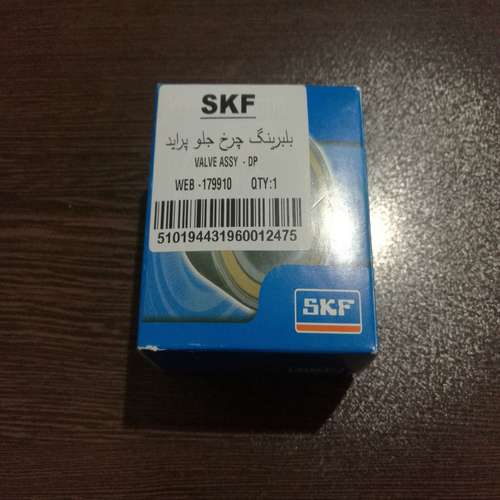 SKF
بلبرینگ چرخ جلو پراید
VALVE ASSY - DP
WEB -179910 QTY:1
510194431960012475
SKF